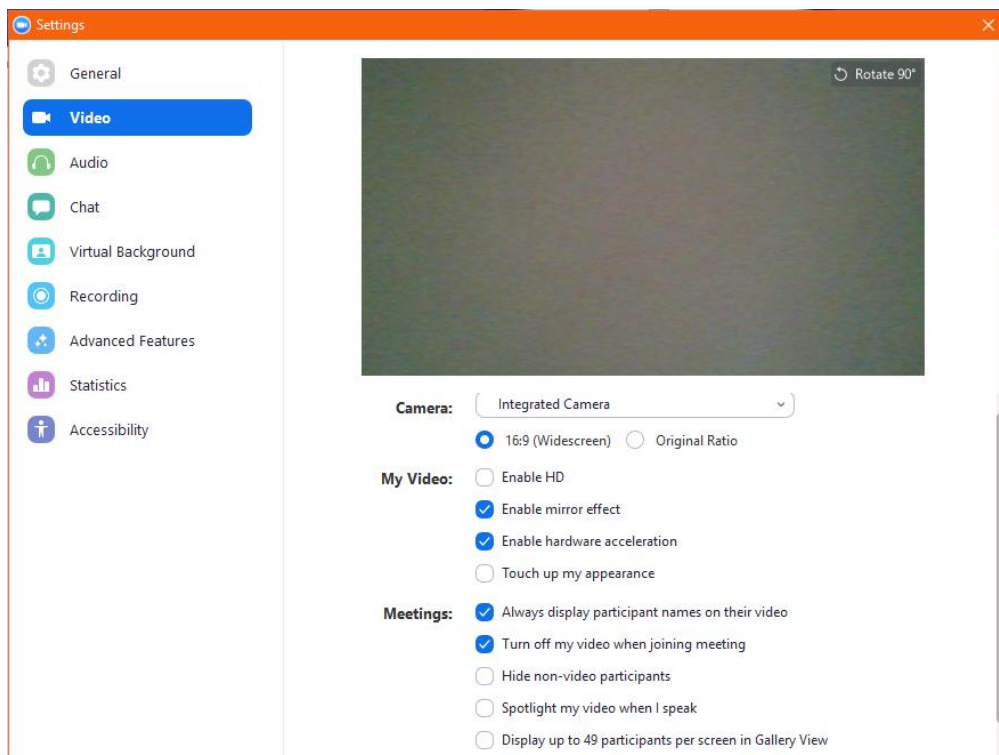 Settings
General
Video
Audio
Chat
Virtual Background
Recording
Advanced Features
Statistics
Accessibility
Rotate 90°
Camera: Integrated Camera
16:9 (Widescreen) Original Ratio
My Video: Enable HD
Enable mirror effect
Enable hardware acceleration
Touch up my appearance
Meetings: Always display participant names on their video
Turn off my video when joining meeting
Hide non-video participants
Spotlight my video when I speak
Display up to 49 participants per screen in Gallery View